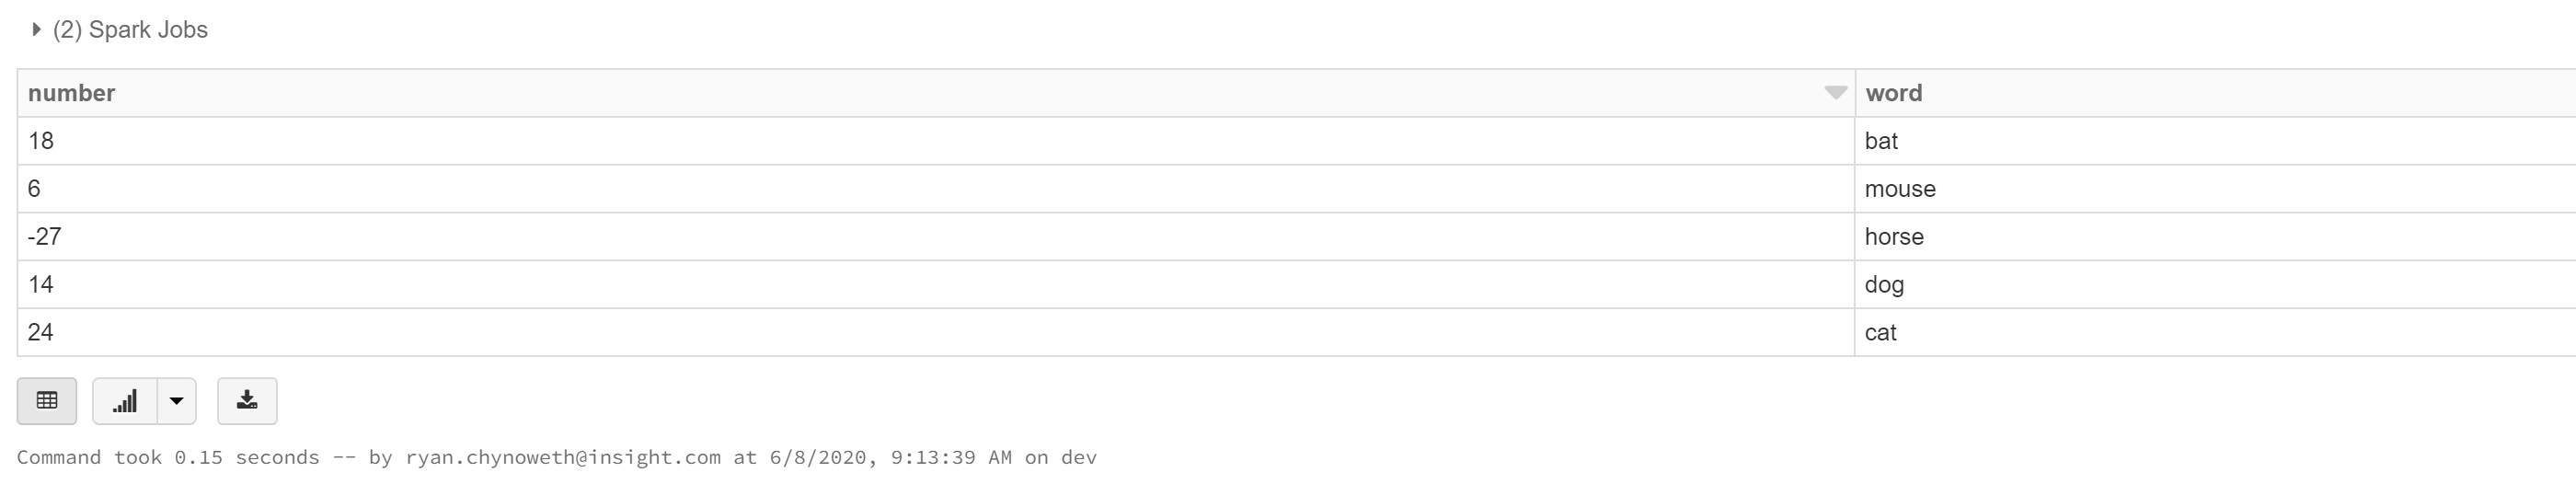 (2) Spark Jobs
number word
18 bat
6 mouse
-27 horse
14 dog
24 cat
Command took 0.15 seconds -- by ryan.chynoweth@insight.com at 6/8/2020, 9:13:39 AM on dev